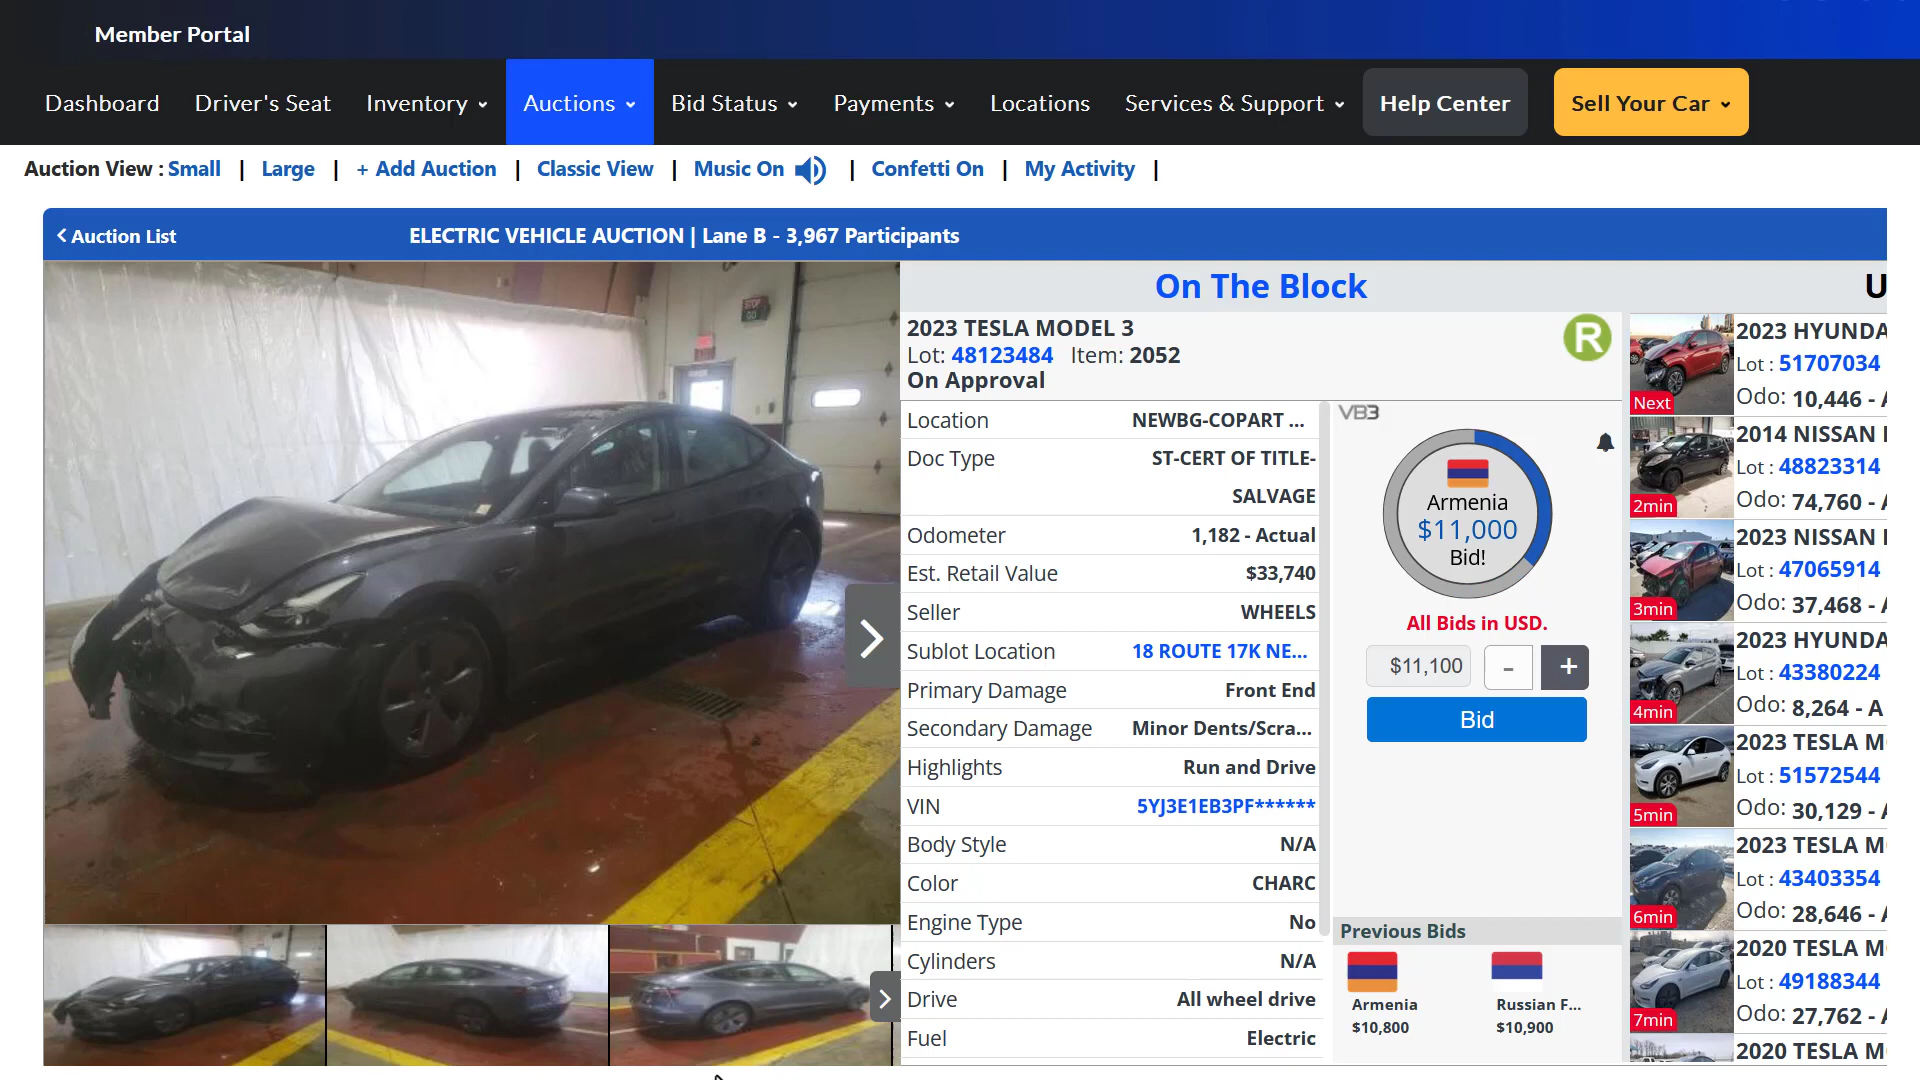 Member Portal
Dashboard Driver's Seat Inventory Auctions Bid Status Payments Locations Services & Support Help Center Sell Your Car
Auction View : Small | Large | + Add Auction | Classic View | Music On | Confetti On | My Activity |
Auction List ELECTRIC VEHICLE AUCTION | Lane B - 3,967 Participants
On The Block
U
2023 TESLA MODEL 3
Lot: 48123484 Item: 2052
On Approval
R
Location NEWBG-COPART ...
Doc Type ST-CERT OF TITLE-
SALVAGE
Odometer 1,182 - Actual
Est. Retail Value $33,740
Seller WHEELS
Sublot Location 18 ROUTE 17K NE...
Primary Damage Front End
Secondary Damage Minor Dents/Scra...
Highlights Run and Drive
VIN 5YJ3E1EB3PF******
Body Style N/A
Color CHARC
Engine Type No
Cylinders N/A
Drive All wheel drive
Fuel Electric
VB3
Armenia
$11,000
Bid!
All Bids in USD.
$11,100 - +
Bid
Previous Bids
Armenia
$10,800
Russian F...
$10,900
2023 HYUNDA
Lot : 51707034
Odo: 10,446 - A
Next
2014 NISSAN
Lot : 48823314
Odo: 74,760 - A
2min
2023 NISSAN
Lot : 47065914
Odo: 37,468 - A
3min
2023 HYUNDA
Lot : 43380224
Odo: 8,264 - A
4min
2023 TESLA M
Lot : 51572544
Odo: 30,129 - A
5min
2023 TESLA M
Lot : 43403354
Odo: 28,646 - A
6min
2020 TESLA M
Lot : 49188344
Odo: 27,762 - A
7min
2020 TESLA M
STOP
GO